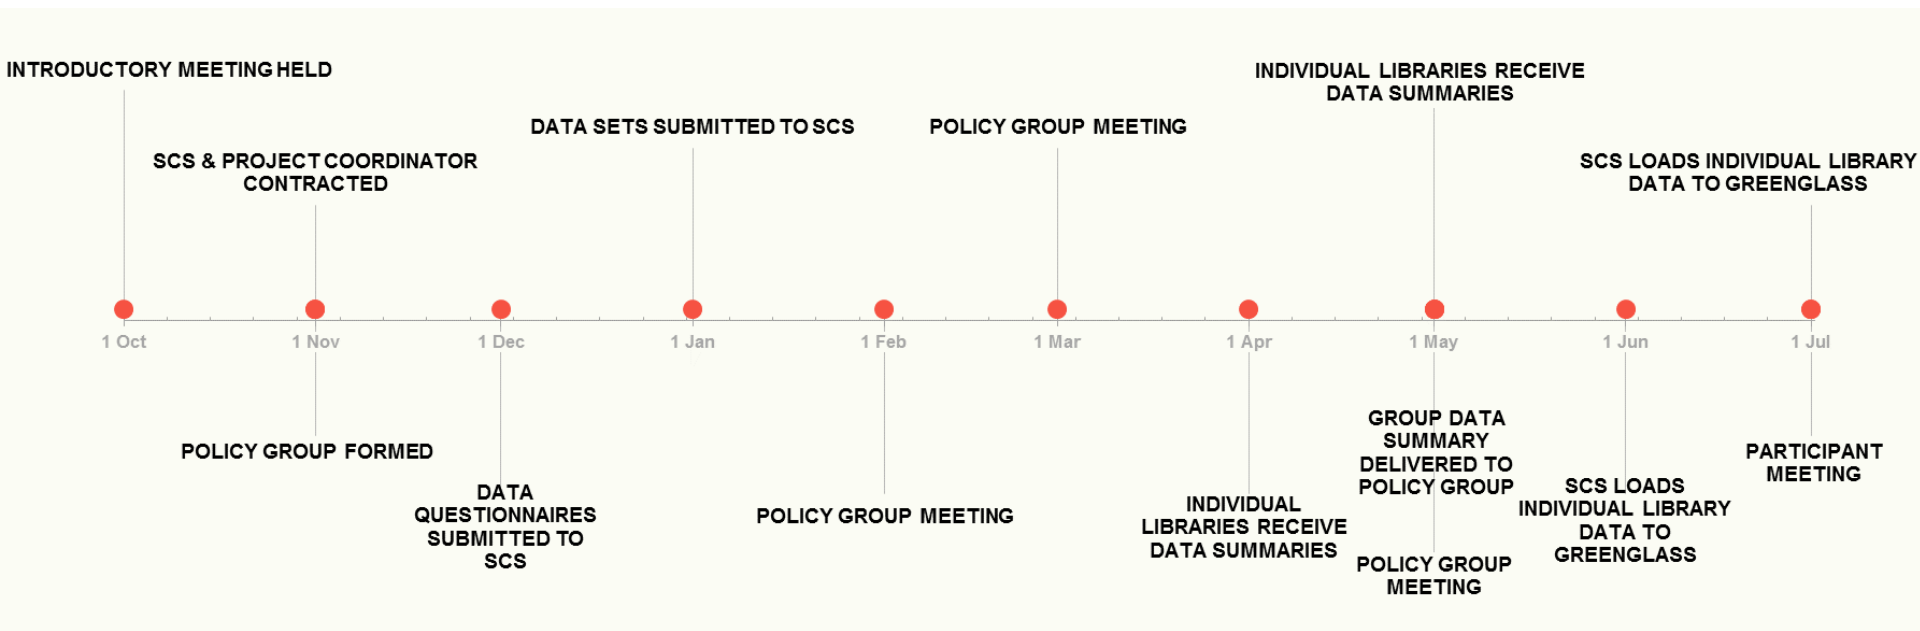 INTRODUCTORY MEETING HELD
SCS & PROJECT COORDINATOR
CONTRACTED
DATA SETS SUBMITTED TO SCS
POLICY GROUP MEETING
INDIVIDUAL LIBRARIES RECEIVE
DATA SUMMARIES
SCS LOADS INDIVIDUAL LIBRARY
DATA TO GREENGLASS
1 Oct
1 Nov
1 Dec
1 Jan
1 Feb
1 Mar
1 Apr
1 May
1 Jun
1 Jul
POLICY GROUP FORMED
DATA
QUESTIONNAIRES
SUBMITTED TO
SCS
POLICY GROUP MEETING
INDIVIDUAL
LIBRARIES RECEIVE
DATA SUMMARIES
GROUP DATA
SUMMARY
DELIVERED TO
POLICY GROUP
POLICY GROUP
MEETING
SCS LOADS
INDIVIDUAL LIBRARY
DATA TO
GREENGLASS
PARTICIPANT
MEETING